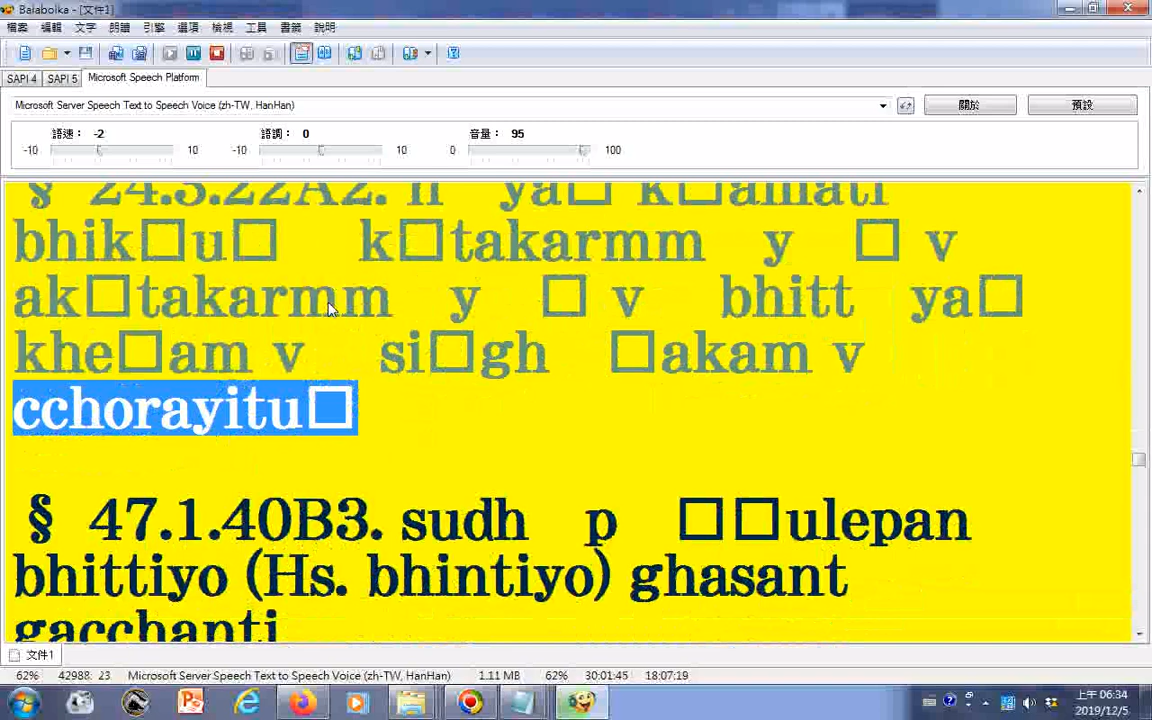 Balabolka - [文件1]
檔案 編輯 文字 朗讀 引擎 選項 檢視 工具 書籤 說明
SAPI 4 SAPI 5 Microsoft Speech Platform
Microsoft Server Speech Text to Speech Voice (zh-TW, HanHan) 關於 預設
語速： -2 語調： 0 音量： 95
-10 10 -10 10 0 100
§ 24.3.22A2. n ya□ k□amati
bhik□u□ k□takarmm y □ v
ak□takarmm y □ v bhitt ya□
khe□am v si□gh □akam v
cchorayitu□
§ 47.1.40B3. sudh p □□ulepan
bhittiyo (Hs. bhintiyo) ghasant
gacchanti
文件1
62% 42988: 23 Microsoft Server Speech Text to Speech Voice (zh-TW, HanHan) 1.11 MB 62% 30:01:45 18:07:19
上午 06:34
2019/12/5